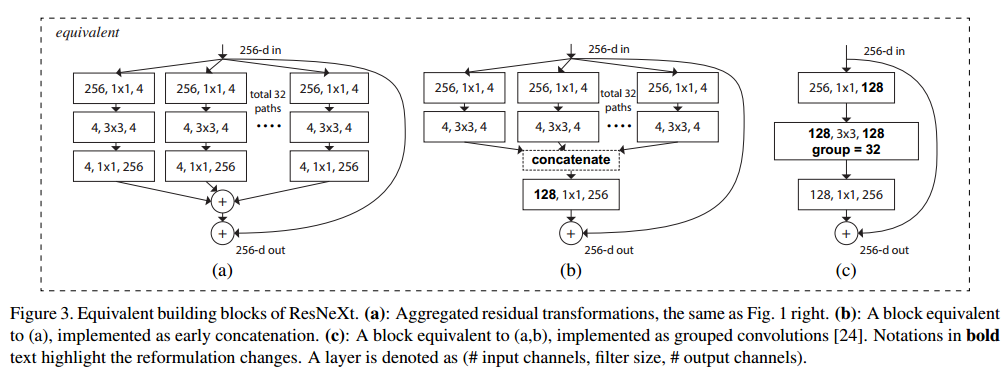 equivalent
256-d in
256, 1x1, 4
256, 1x1, 4
total 32
paths
256, 1x1, 4
4, 3x3, 4
4, 3x3, 4
....
4, 3x3, 4
4, 1x1, 256
4, 1x1, 256
4, 1x1, 256
+
+
256-d out
(a)
256-d in
256, 1x1, 4
256, 1x1, 4
total 32
paths
256, 1x1, 4
4, 3x3, 4
4, 3x3, 4
....
4, 3x3, 4
concatenate
128, 1x1, 256
+
256-d out
(b)
256-d in
256, 1x1, 128
128, 3x3, 128
group = 32
128, 1x1, 256
+
256-d out
(c)
Figure 3. Equivalent building blocks of ResNeXt. (a): Aggregated residual transformations, the same as Fig. 1 right. (b): A block equivalent
to (a), implemented as early concatenation. (c): A block equivalent to (a,b), implemented as grouped convolutions [24]. Notations in bold
text highlight the reformulation changes. A layer is denoted as (# input channels, filter size, # output channels).